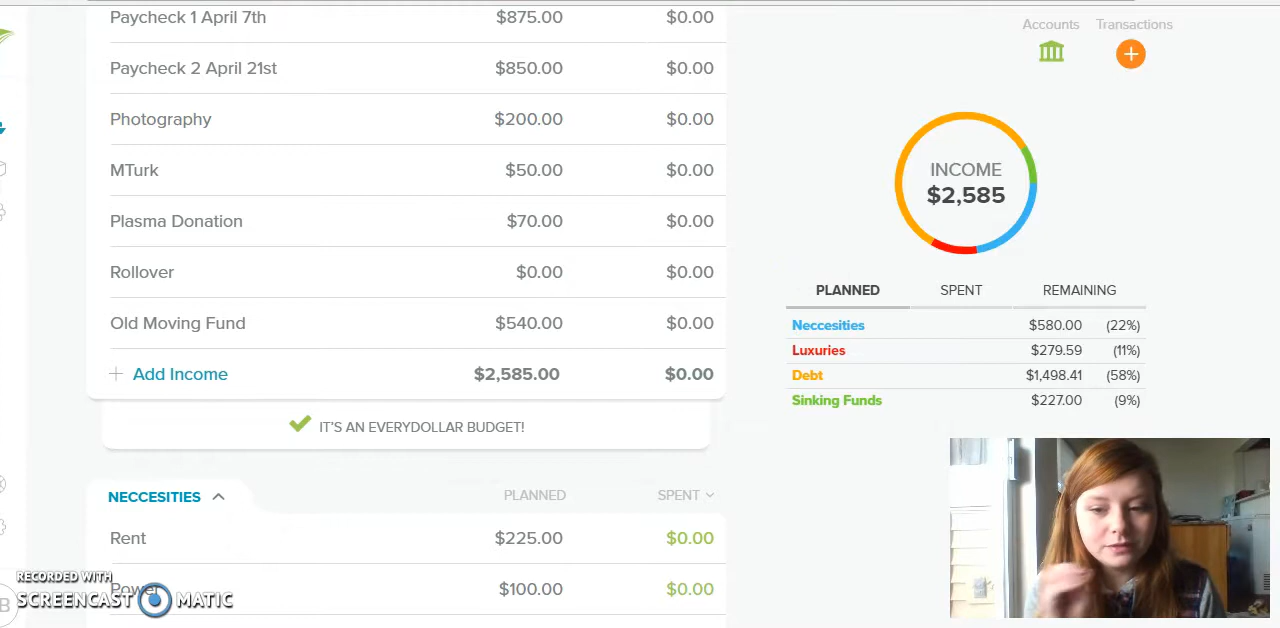 Paycheck 1 April 7th $875.00 $0.00
Accounts Transactions
Paycheck 2 April 21st $850.00 $0.00
Photography $200.00 $0.00
MTurk $50.00 $0.00
INCOME
$2,585
Plasma Donation $70.00 $0.00
Rollover $0.00 $0.00
PLANNED SPENT REMAINING
Old Moving Fund $540.00 $0.00
Neccesities $580.00 (22%)
Luxuries $279.59 (11%)
Debt $1,498.41 (58%)
Sinking Funds $227.00 (9%)
+ Add Income $2,585.00 $0.00
IT'S AN EVERYDOLLAR BUDGET!
NECCESITIES PLANNED SPENT
Rent $225.00 $0.00
Power $100.00 $0.00
RECORDED WITH
SCREENCAST MATIC